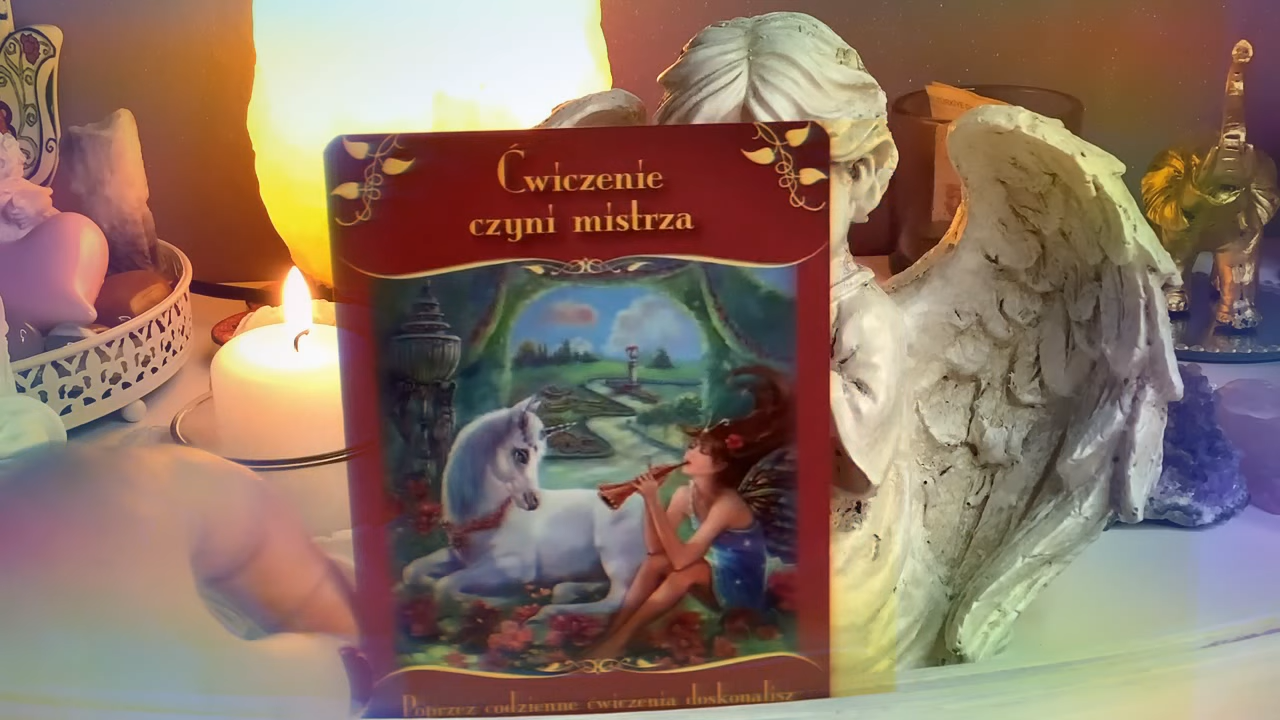 Ćwiczenie
czyni mistrza
Poprzez codzienne ćwiczenia doskonalisz